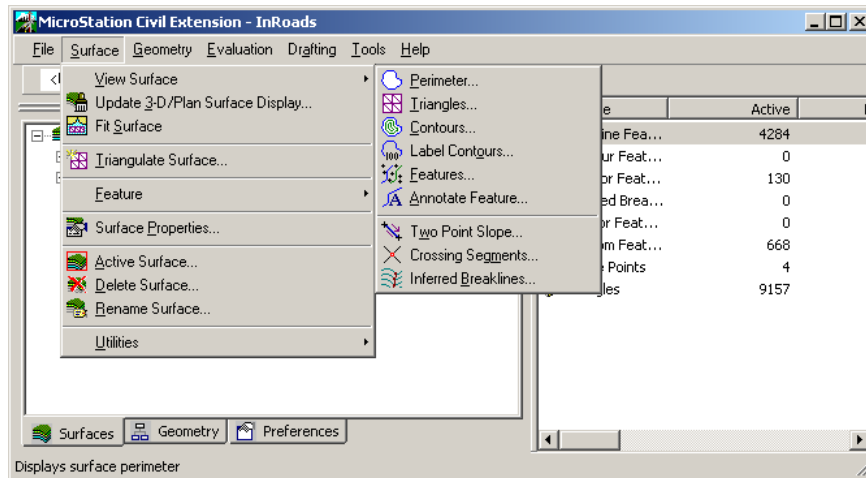 MicroStation Civil Extension - InRoads
File Surface Geometry Evaluation Drafting Tools Help
View Surface
Update 3-D/Plan Surface Display...
Fit Surface
Triangulate Surface...
Feature
Surface Properties...
Active Surface...
Delete Surface...
Rename Surface...
Utilities
Perimeter...
Triangles...
Contours...
Label Contours...
Features...
Annotate Feature...
Two Point Slope...
Crossing Segments...
Inferred Breaklines...
Active
4284
0
130
0
0
668
Points 4
9157
Surfaces Geometry Preferences
Displays surface perimeter